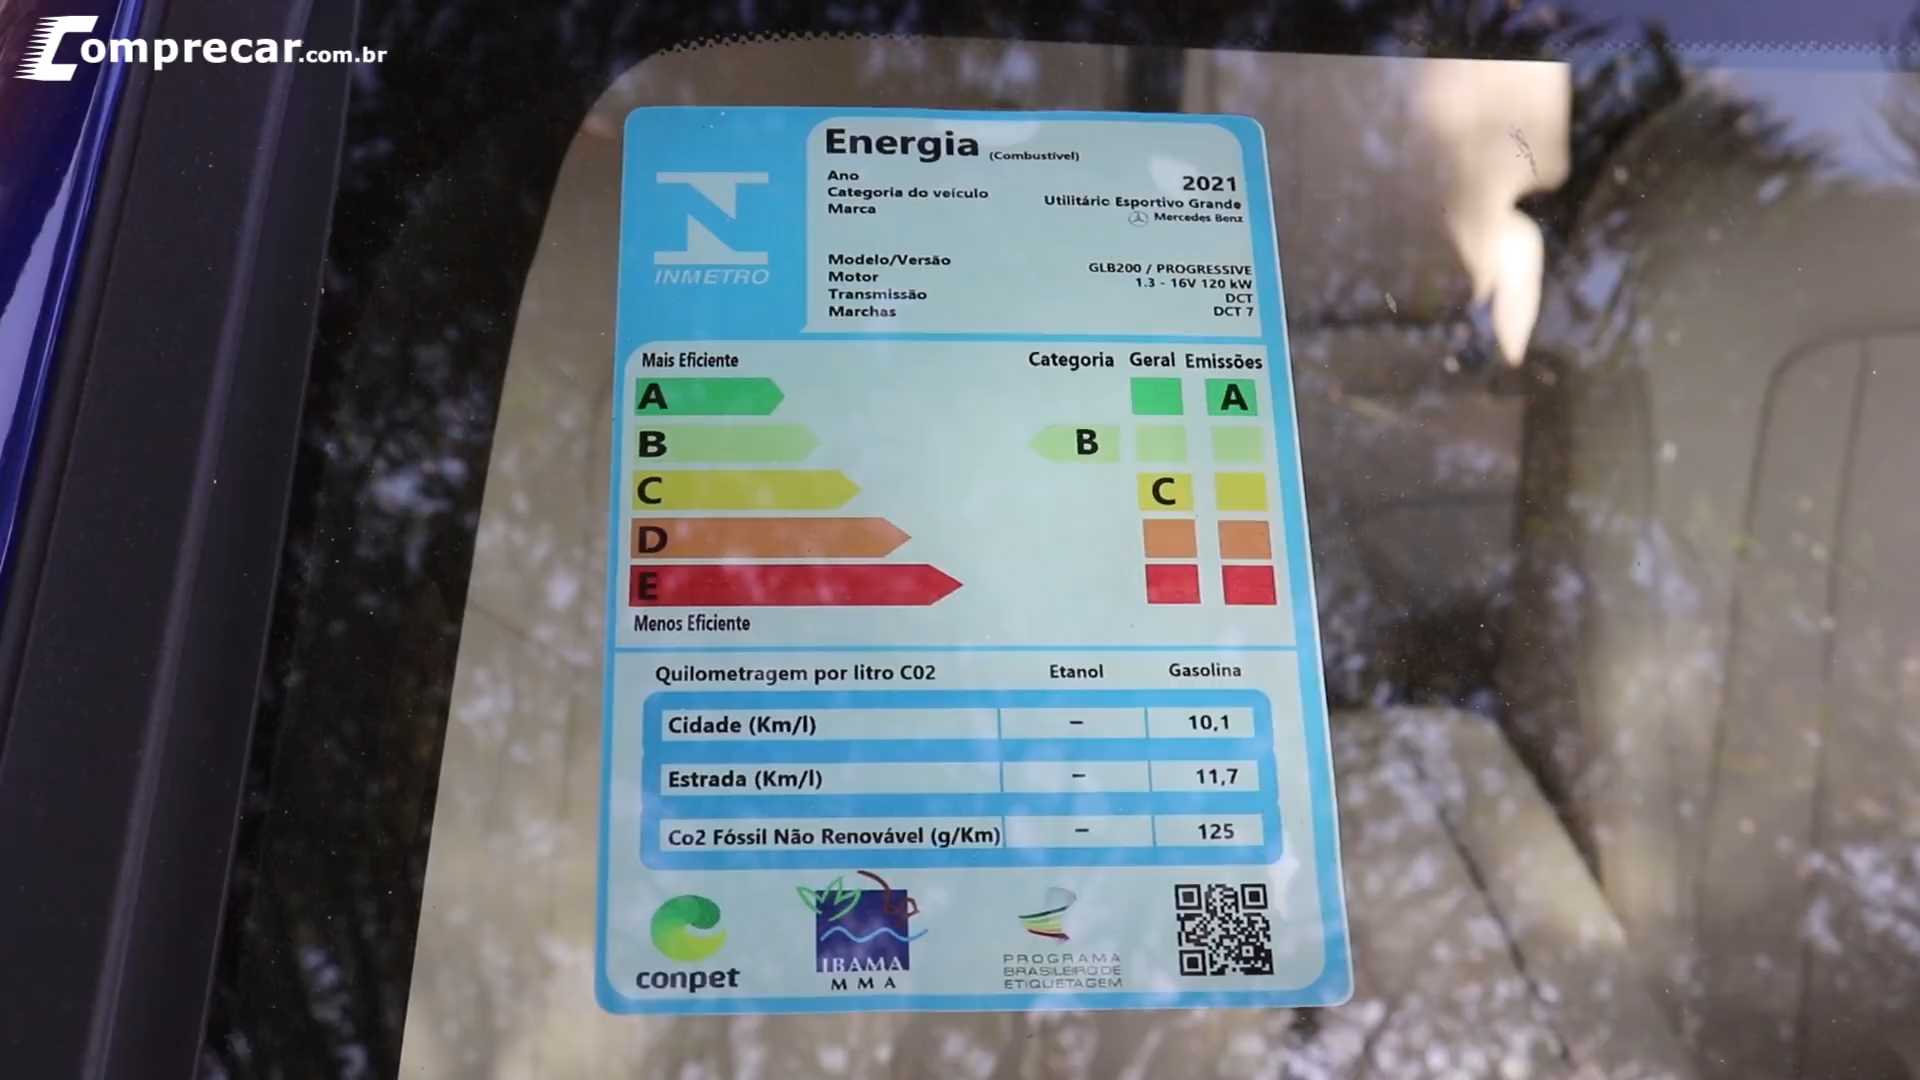 Comprecar.com.br
Energia (Combustível)
Ano 2021
Categoria do veículo Utilitário Esportivo Grande
Marca Mercedes Benz
INMETRO
Modelo/Versão GLB200 / PROGRESSIVE
Motor 1.3 - 16V 120 kW
Transmissão DCT
Marchas DCT 7
Mais Eficiente Categoria Geral Emissões
A A
B B
C C
D
E
Menos Eficiente
Quilometragem por litro C02 Etanol Gasolina
Cidade (Km/l) – 10,1
Estrada (Km/l) – 11,7
Co2 Fóssil Não Renovável (g/Km) – 125
conpet
IBAMA
MMA
PROGRAMA
BRASILEIRO DE
ETIQUETAGEM